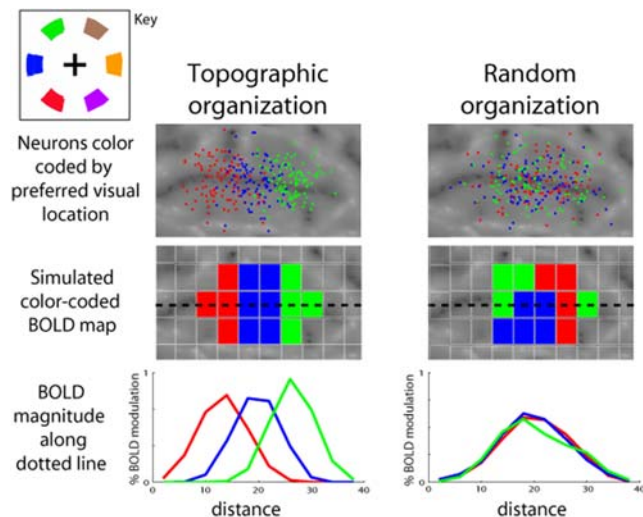 Key
Topographic
organization
Random
organization
Neurons color
coded by
preferred visual
location
Simulated
color-coded
BOLD map
BOLD
magnitude
along
dotted line
% BOLD modulation
1
0
10
20
30
40
distance
% BOLD modulation
1
0
10
20
30
40
distance